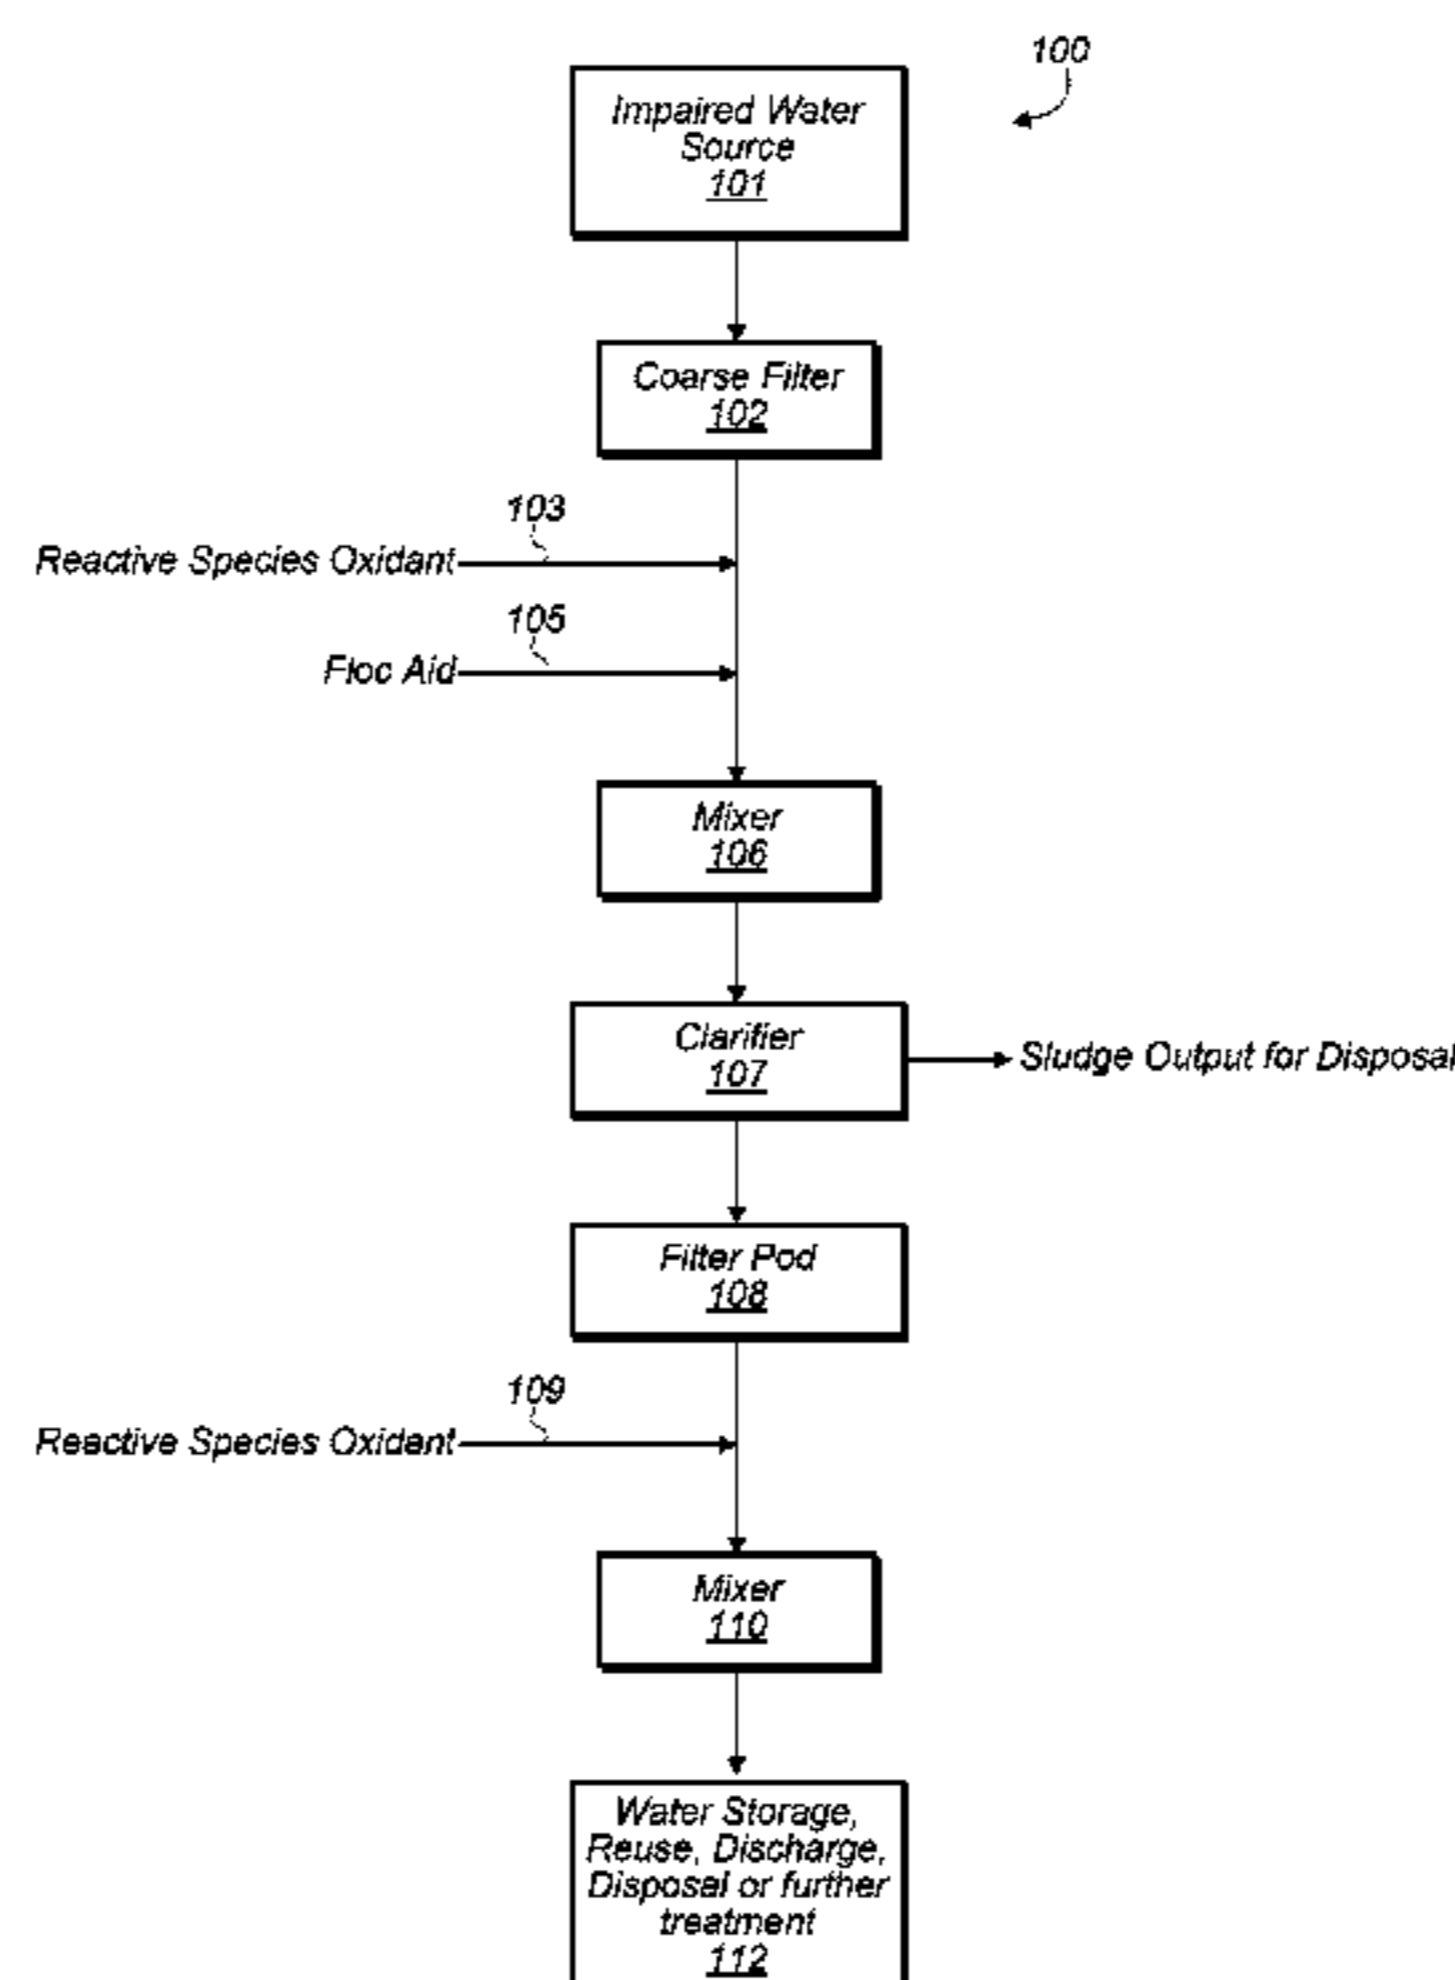 100
Impaired Water
Source
101
Coarse Filter
102
103
Reactive Species Oxidant
105
Floc Aid
Mixer
106
Clarifier
107
Sludge Output for Disposal
Filter Pod
108
109
Reactive Species Oxidant
Mixer
110
Water Storage,
Reuse, Discharge,
Disposal or further
treatment
112